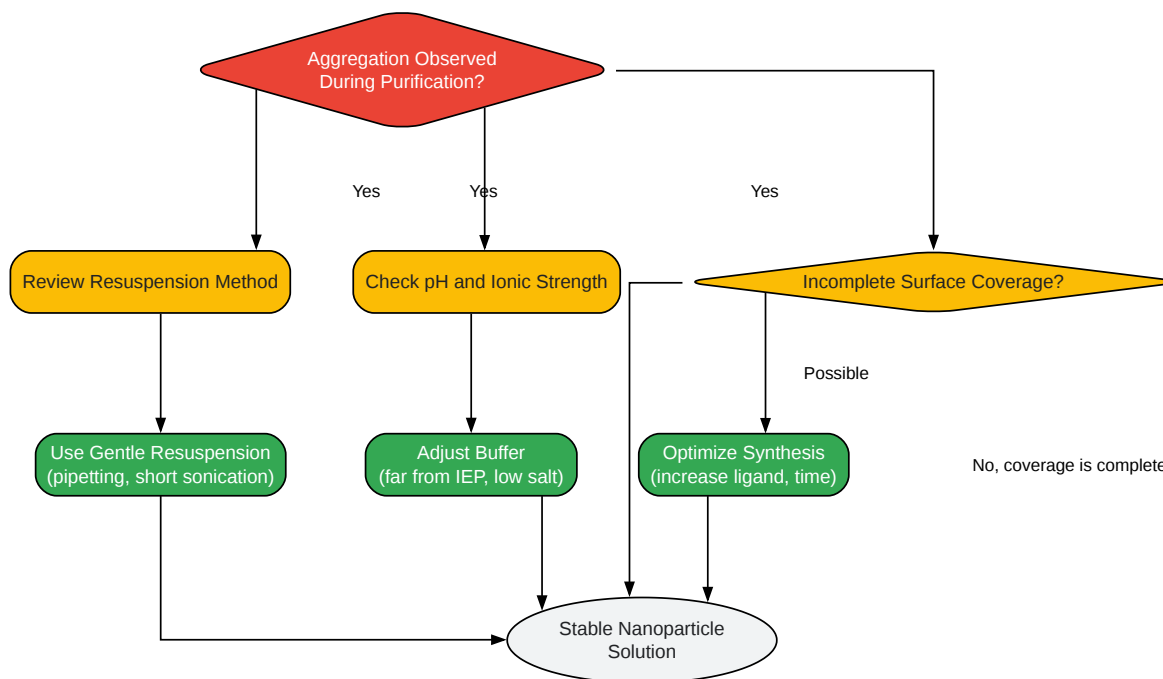 Aggregation Observed
During Purification?
Yes
Yes
Yes
Review Resuspension Method
Check pH and Ionic Strength
Incomplete Surface Coverage?
Possible
Use Gentle Resuspension
(pipetting, short sonication)
Adjust Buffer
(far from IEP, low salt)
Optimize Synthesis
(increase ligand, time)
No, coverage is complete
Stable Nanoparticle
Solution